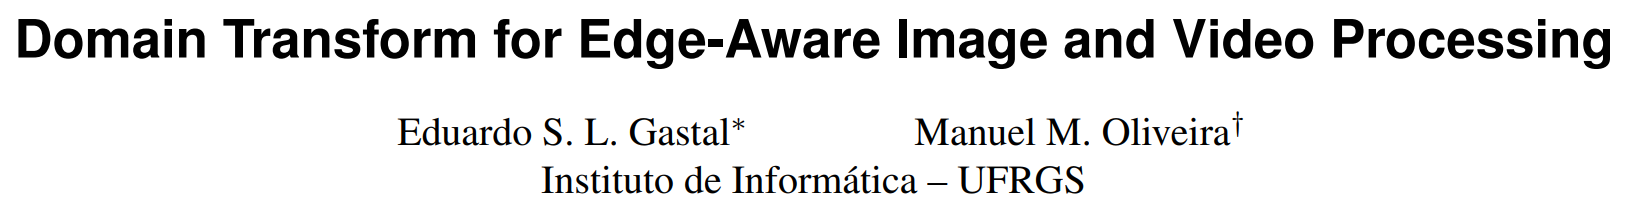 Domain Transform for Edge-Aware Image and Video Processing
Eduardo S. L. Gastal* Manuel M. Oliveira†
Instituto de Informática – UFRGS